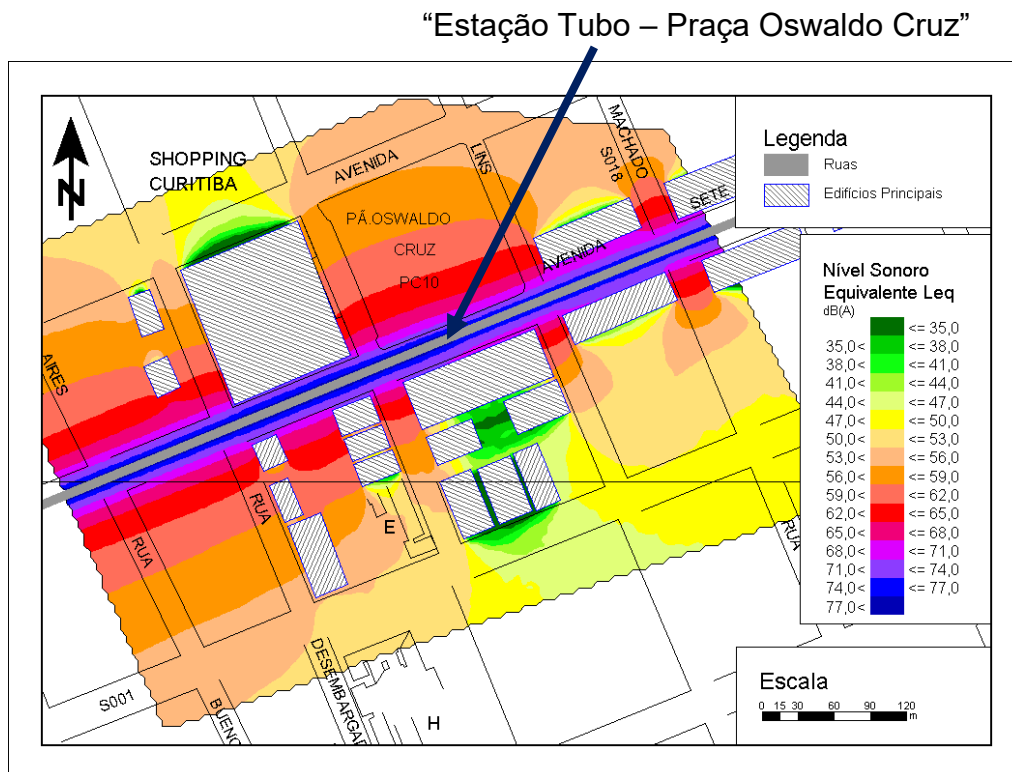 “Estação Tubo – Praça Oswaldo Cruz”
N
SHOPPING
CURITIBA
AVENIDA
LINS
MACHADO
S018
SETE
AVENIDA
PÃ.OSWALDO
CRUZ
PC10
AIRES
RUA
RUA
E
RUA
S001
BUENO
DESEMBARGAD
H
Legenda
Ruas
Edifícios Principais
Nível Sonoro
Equivalente Leq
dB(A)
<= 35,0
35,0< <= 38,0
38,0< <= 41,0
41,0< <= 44,0
44,0< <= 47,0
47,0< <= 50,0
50,0< <= 53,0
53,0< <= 56,0
56,0< <= 59,0
59,0< <= 62,0
62,0< <= 65,0
65,0< <= 68,0
68,0< <= 71,0
71,0< <= 74,0
74,0< <= 77,0
77,0<
Escala
0 15 30 60 90 120
m